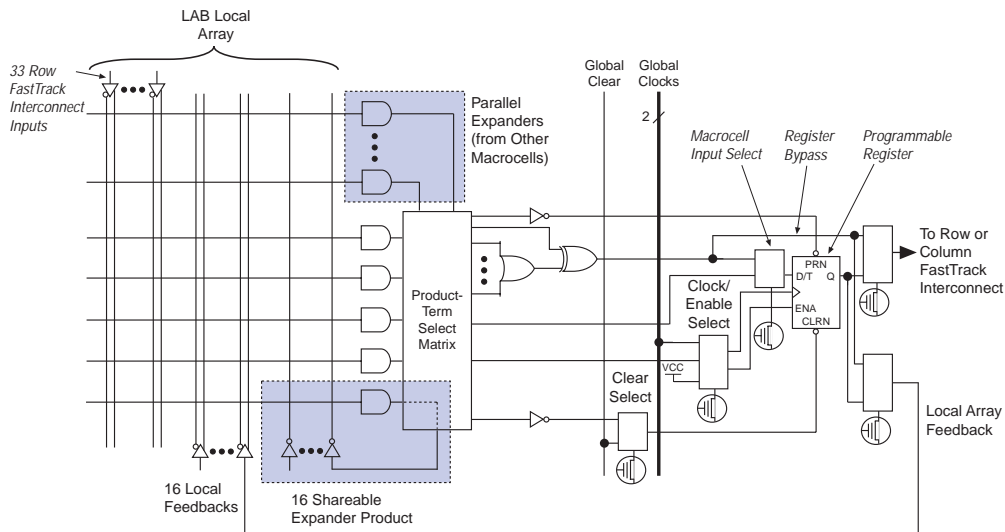 LAB Local
Array
33 Row
FastTrack
Interconnect
Inputs
Parallel
Expanders
(from Other
Macrocells)
Global
Clear
Global
Clocks
2
Macrocell
Input Select
Register
Bypass
Programmable
Register
To Row or
Column
FastTrack
Interconnect
PRN
D/T Q
ENA
CLRN
Product-
Term
Select
Matrix
Clock/
Enable
Select
VCC
Clear
Select
Local Array
Feedback
16 Local
Feedbacks
16 Shareable
Expander Product